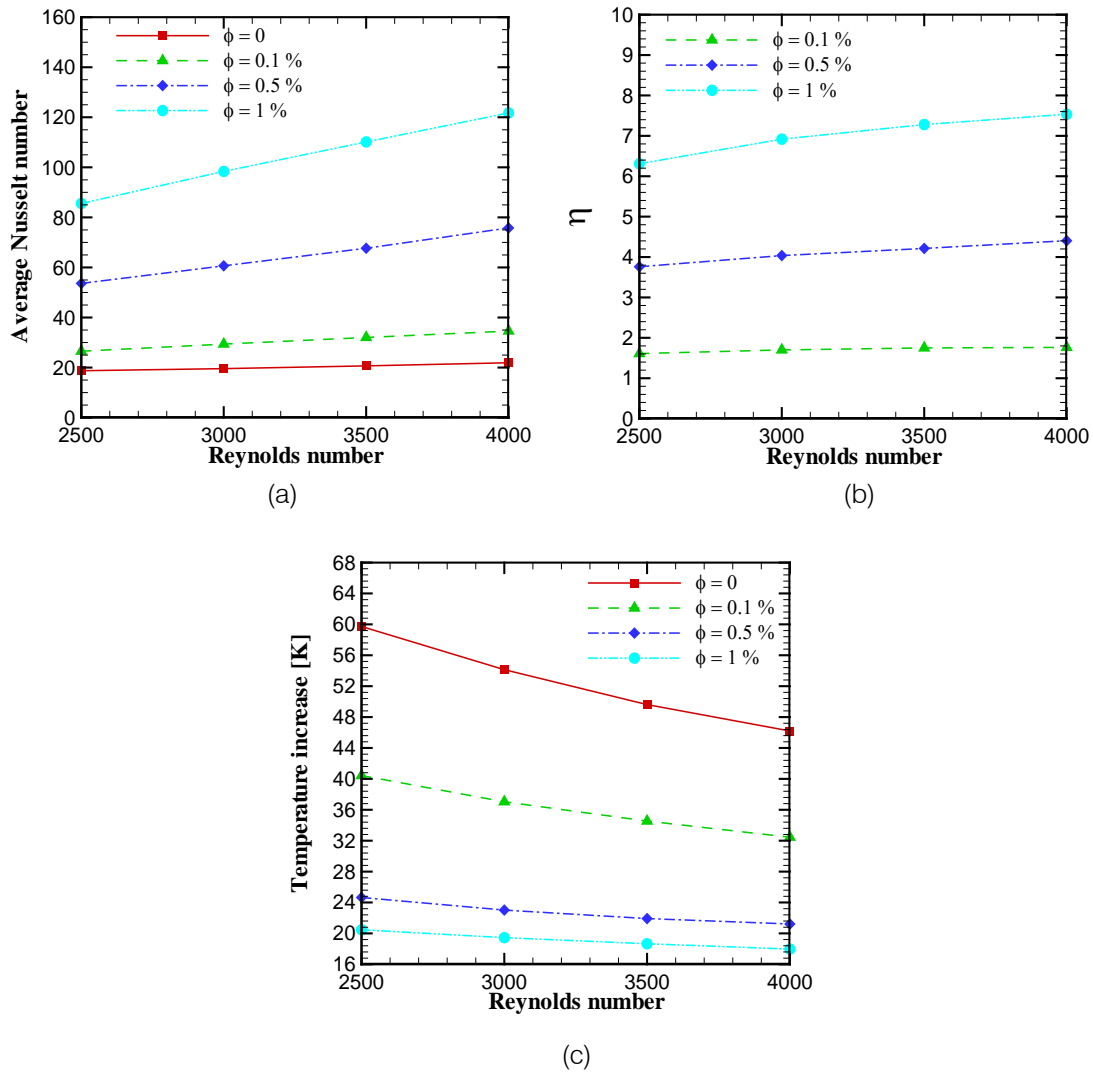 160
140
120
100
80
60
40
20
0
Average Nusselt number
ϕ = 0
ϕ = 0.1 %
ϕ = 0.5 %
ϕ = 1 %
2500 3000 3500 4000
Reynolds number
(a)
10
9
8
7
6
5
4
3
2
1
0
η
ϕ = 0.1 %
ϕ = 0.5 %
ϕ = 1 %
2500 3000 3500 4000
Reynolds number
(b)
68
64
60
56
52
48
44
40
36
32
28
24
20
16
Temperature increase [K]
ϕ = 0
ϕ = 0.1 %
ϕ = 0.5 %
ϕ = 1 %
2500 3000 3500 4000
Reynolds number
(c)